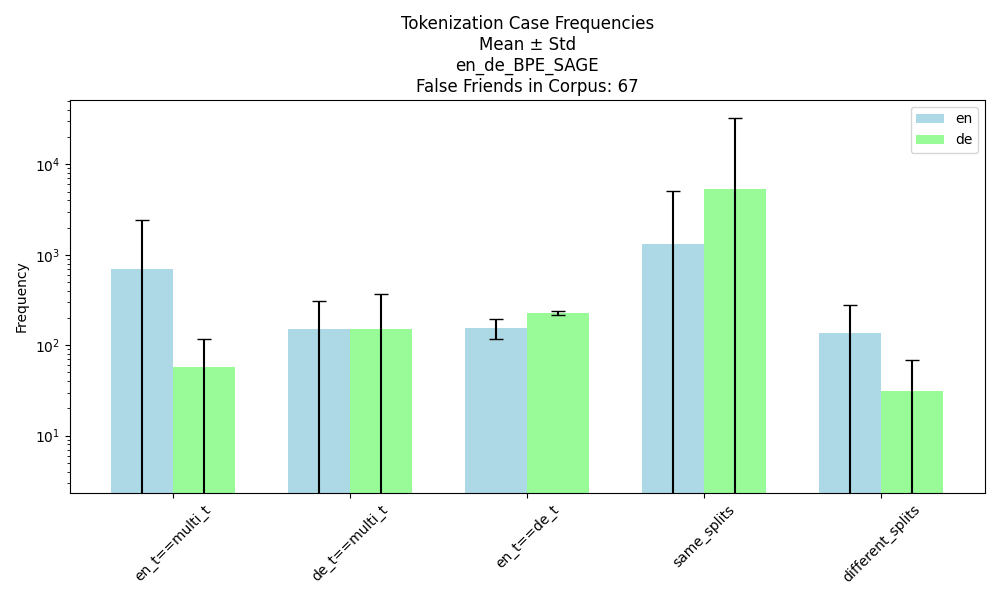 Tokenization Case Frequencies
Mean ± Std
en_de_BPE_SAGE
False Friends in Corpus: 67
en
de
Frequency
10^4
10^3
10^2
10^1
en_t==multi_t
de_t==multi_t
en_t==de_t
same_splits
different_splits